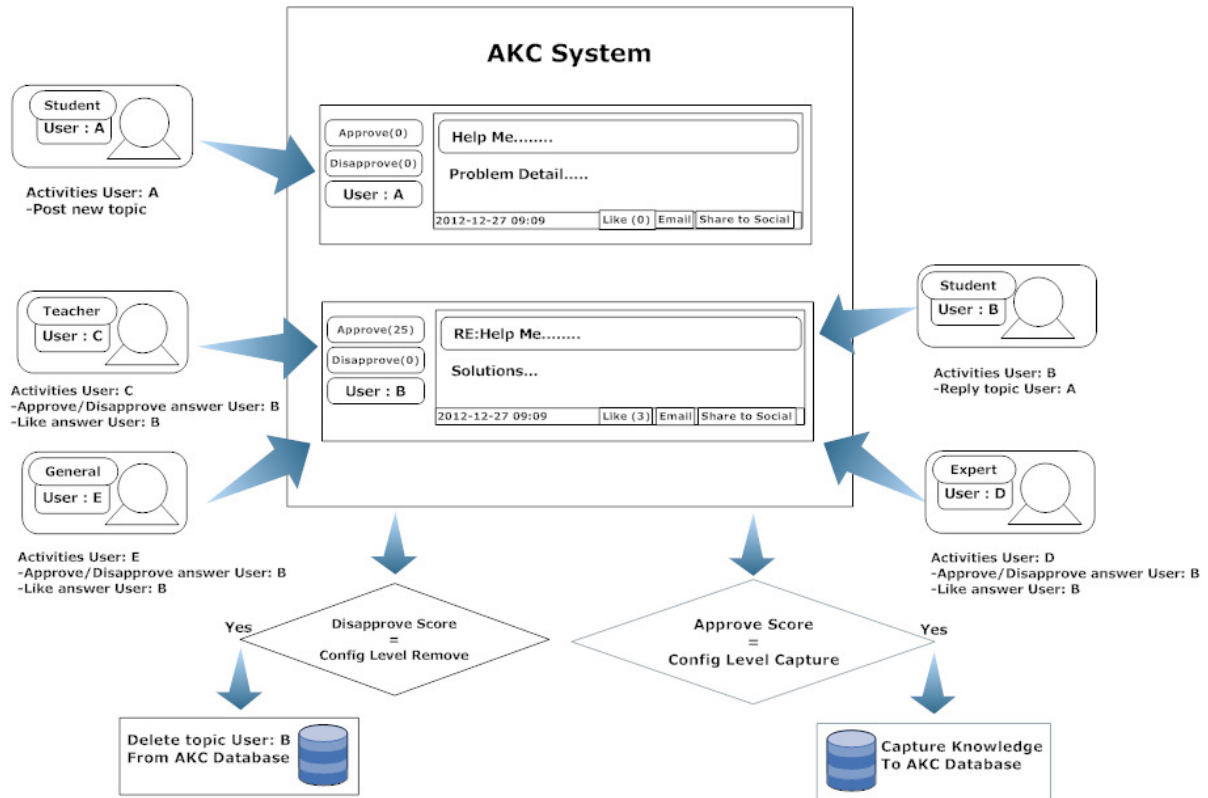 AKC System
Student
User : A
Activities User: A
-Post new topic
Approve(0)
Disapprove(0)
User : A
Help Me........
Problem Detail.....
2012-12-27 09:09
Like (0)
Email
Share to Social
Teacher
User : C
Activities User: C
-Approve/Disapprove answer User: B
-Like answer User: B
Approve(25)
Disapprove(0)
User : B
RE:Help Me........
Solutions...
2012-12-27 09:09
Like (3)
Email
Share to Social
Student
User : B
Activities User: B
-Reply topic User: A
General
User : E
Activities User: E
-Approve/Disapprove answer User: B
-Like answer User: B
Expert
User : D
Activities User: D
-Approve/Disapprove answer User: B
-Like answer User: B
Yes
Disapprove Score
=
Config Level Remove
Approve Score
=
Config Level Capture
Yes
Delete topic User: B
From AKC Database
Capture Knowledge
To AKC Database